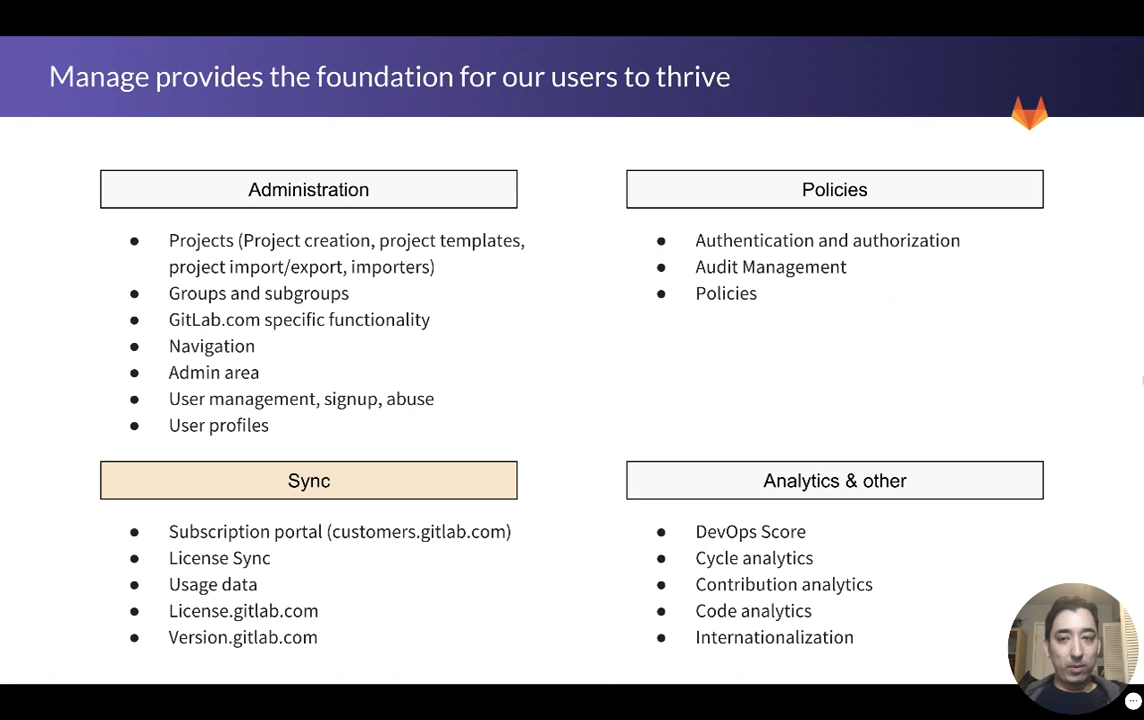 Manage provides the foundation for our users to thrive
Administration
Projects (Project creation, project templates,
project import/export, importers)
Groups and subgroups
GitLab.com specific functionality
Navigation
Admin area
User management, signup, abuse
User profiles
Policies
Authentication and authorization
Audit Management
Policies
Sync
Subscription portal (customers.gitlab.com)
License Sync
Usage data
License.gitlab.com
Version.gitlab.com
Analytics & other
DevOps Score
Cycle analytics
Contribution analytics
Code analytics
Internationalization